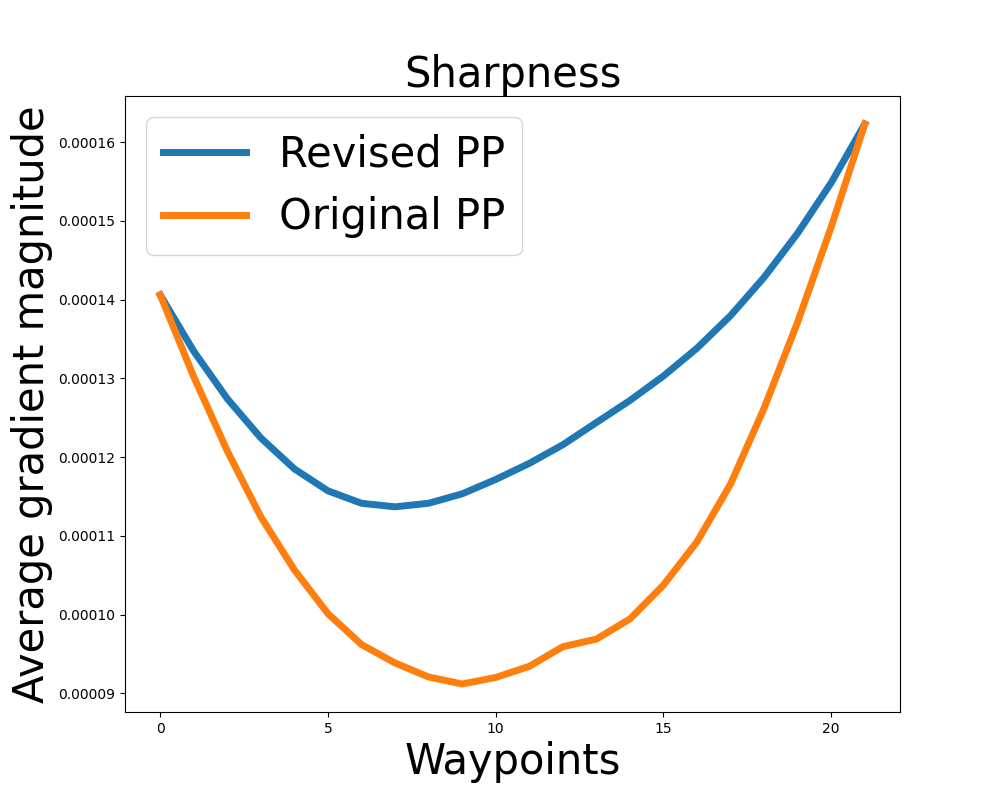 Sharpness
Average gradient magnitude
0.00016
0.00015
0.00014
0.00013
0.00012
0.00011
0.00010
0.00009
Revised PP
Original PP
0 5 10 15 20
Waypoints